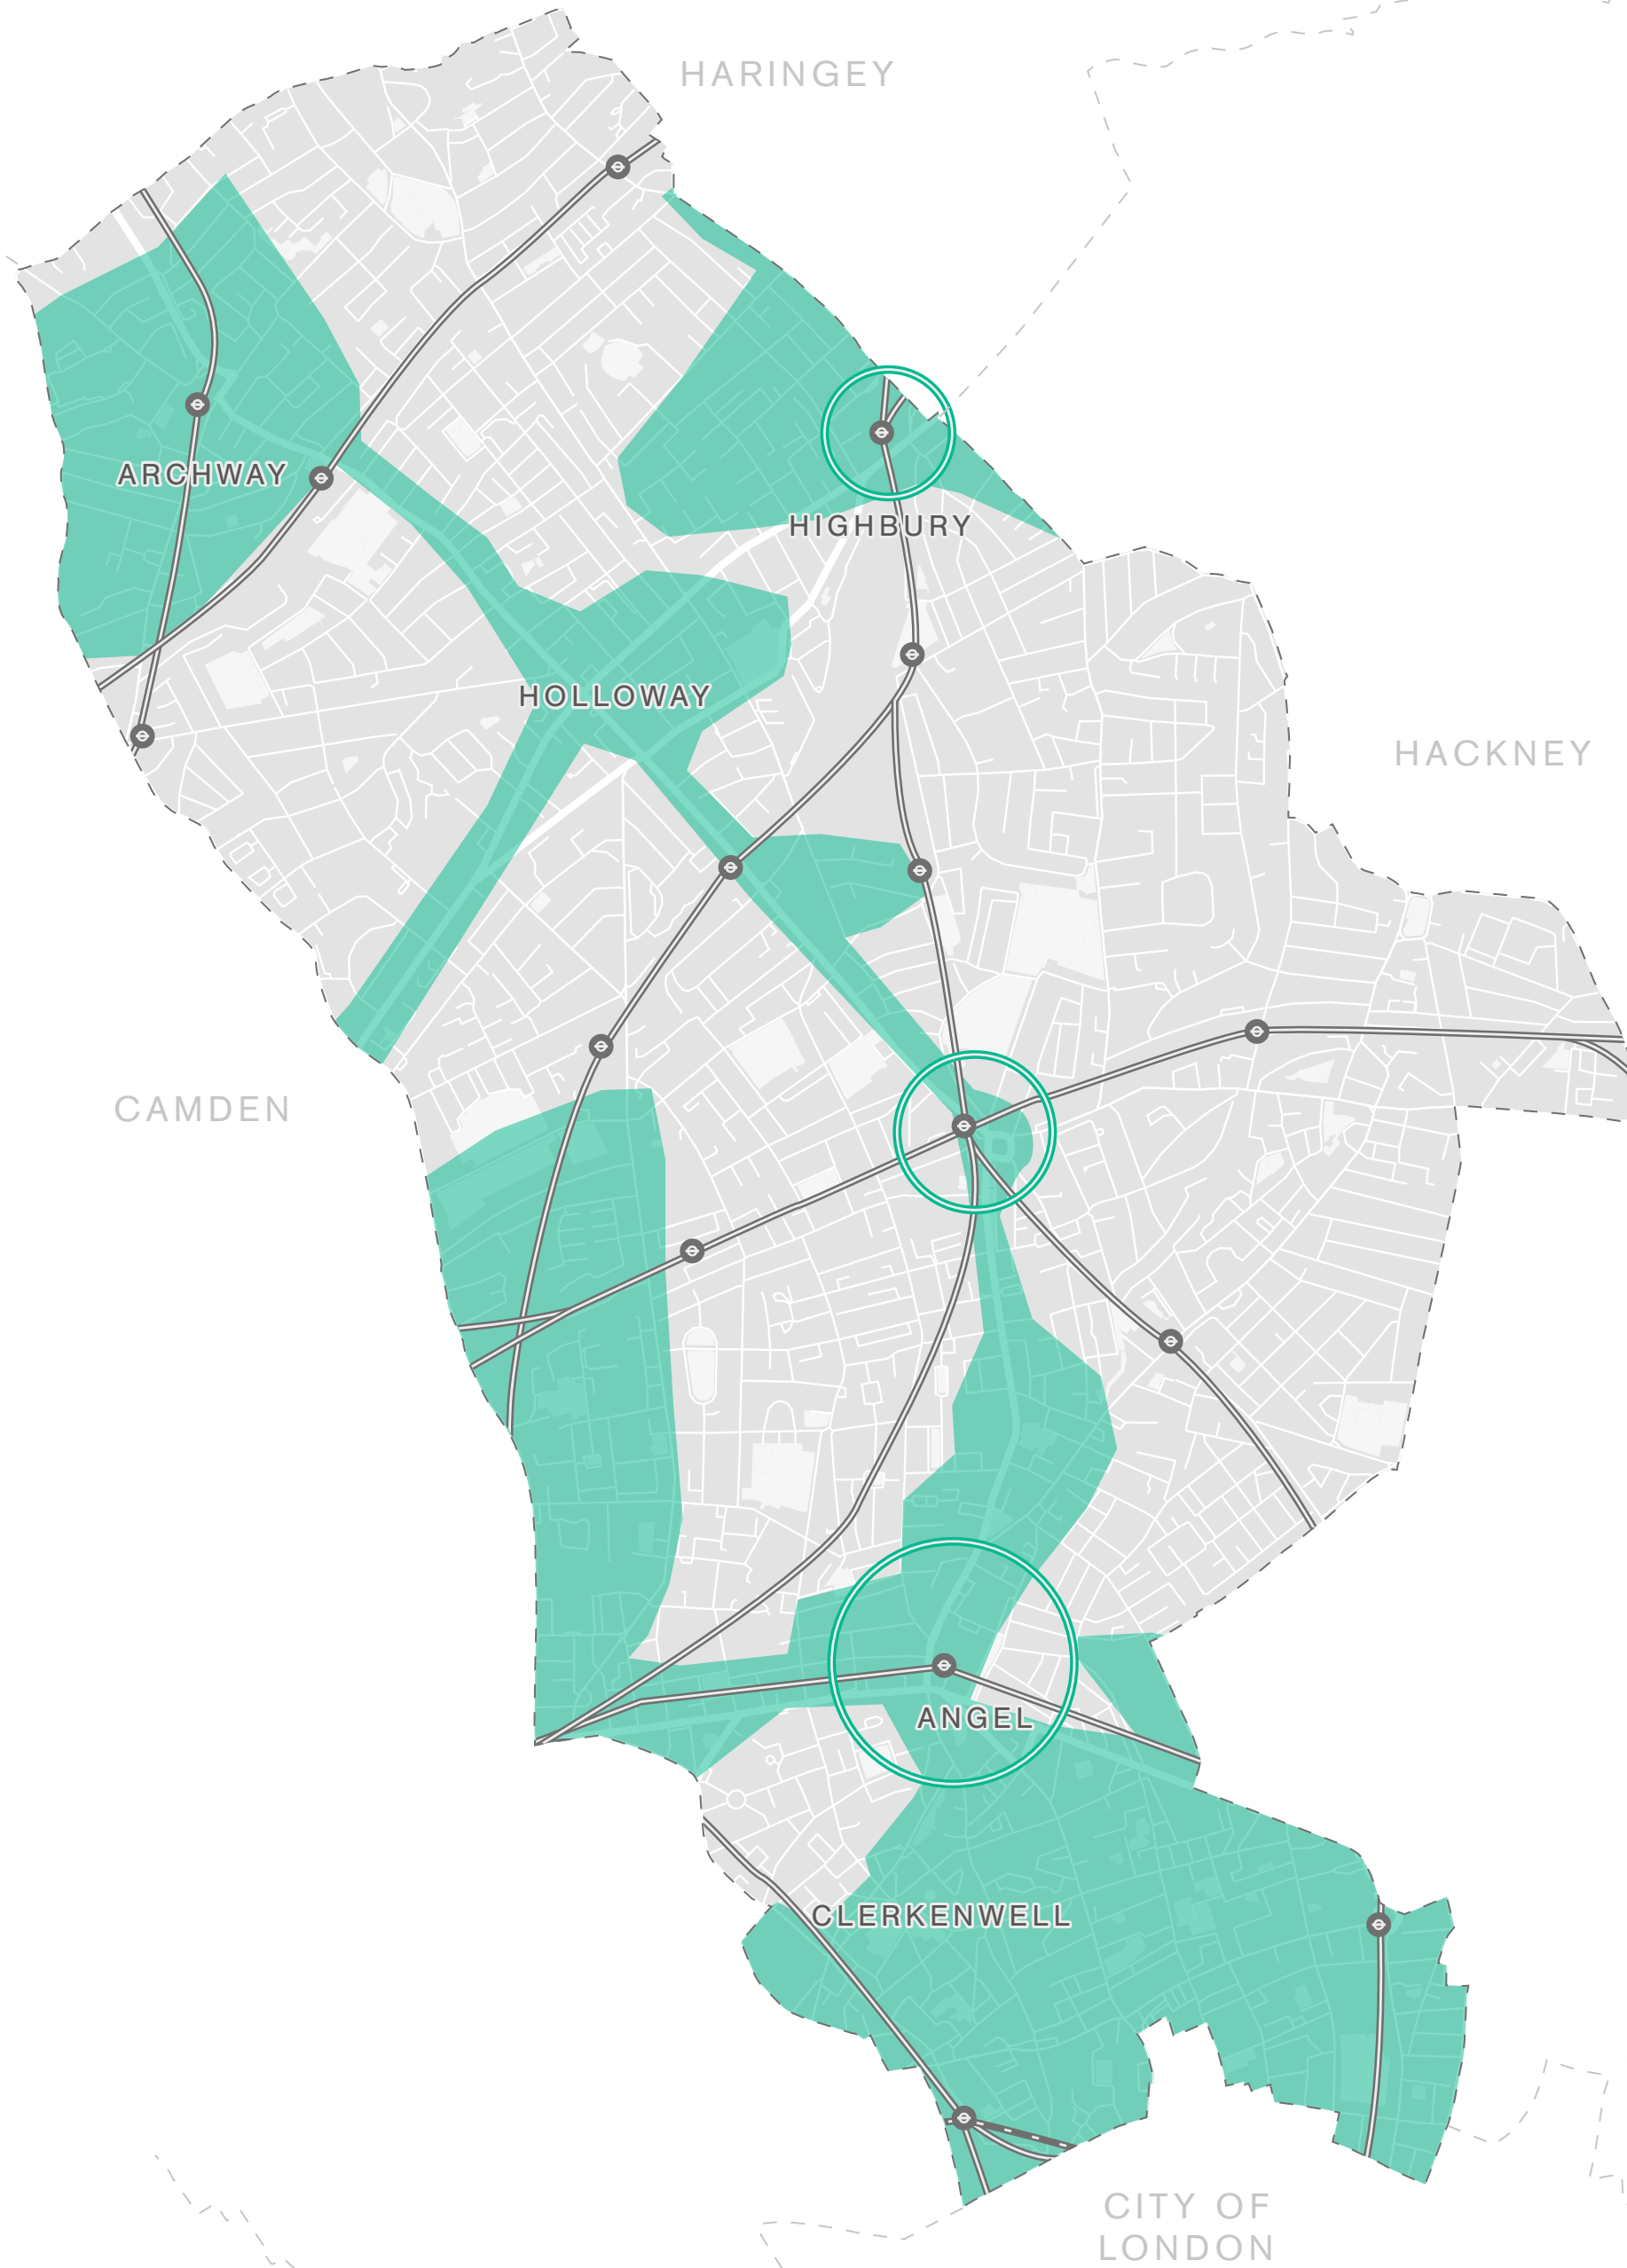 HARINGEY
ARCHWAY
HIGHBURY
HOLLOWAY
HACKNEY
CAMDEN
ANGEL
CLERKENWELL
CITY OF
LONDON